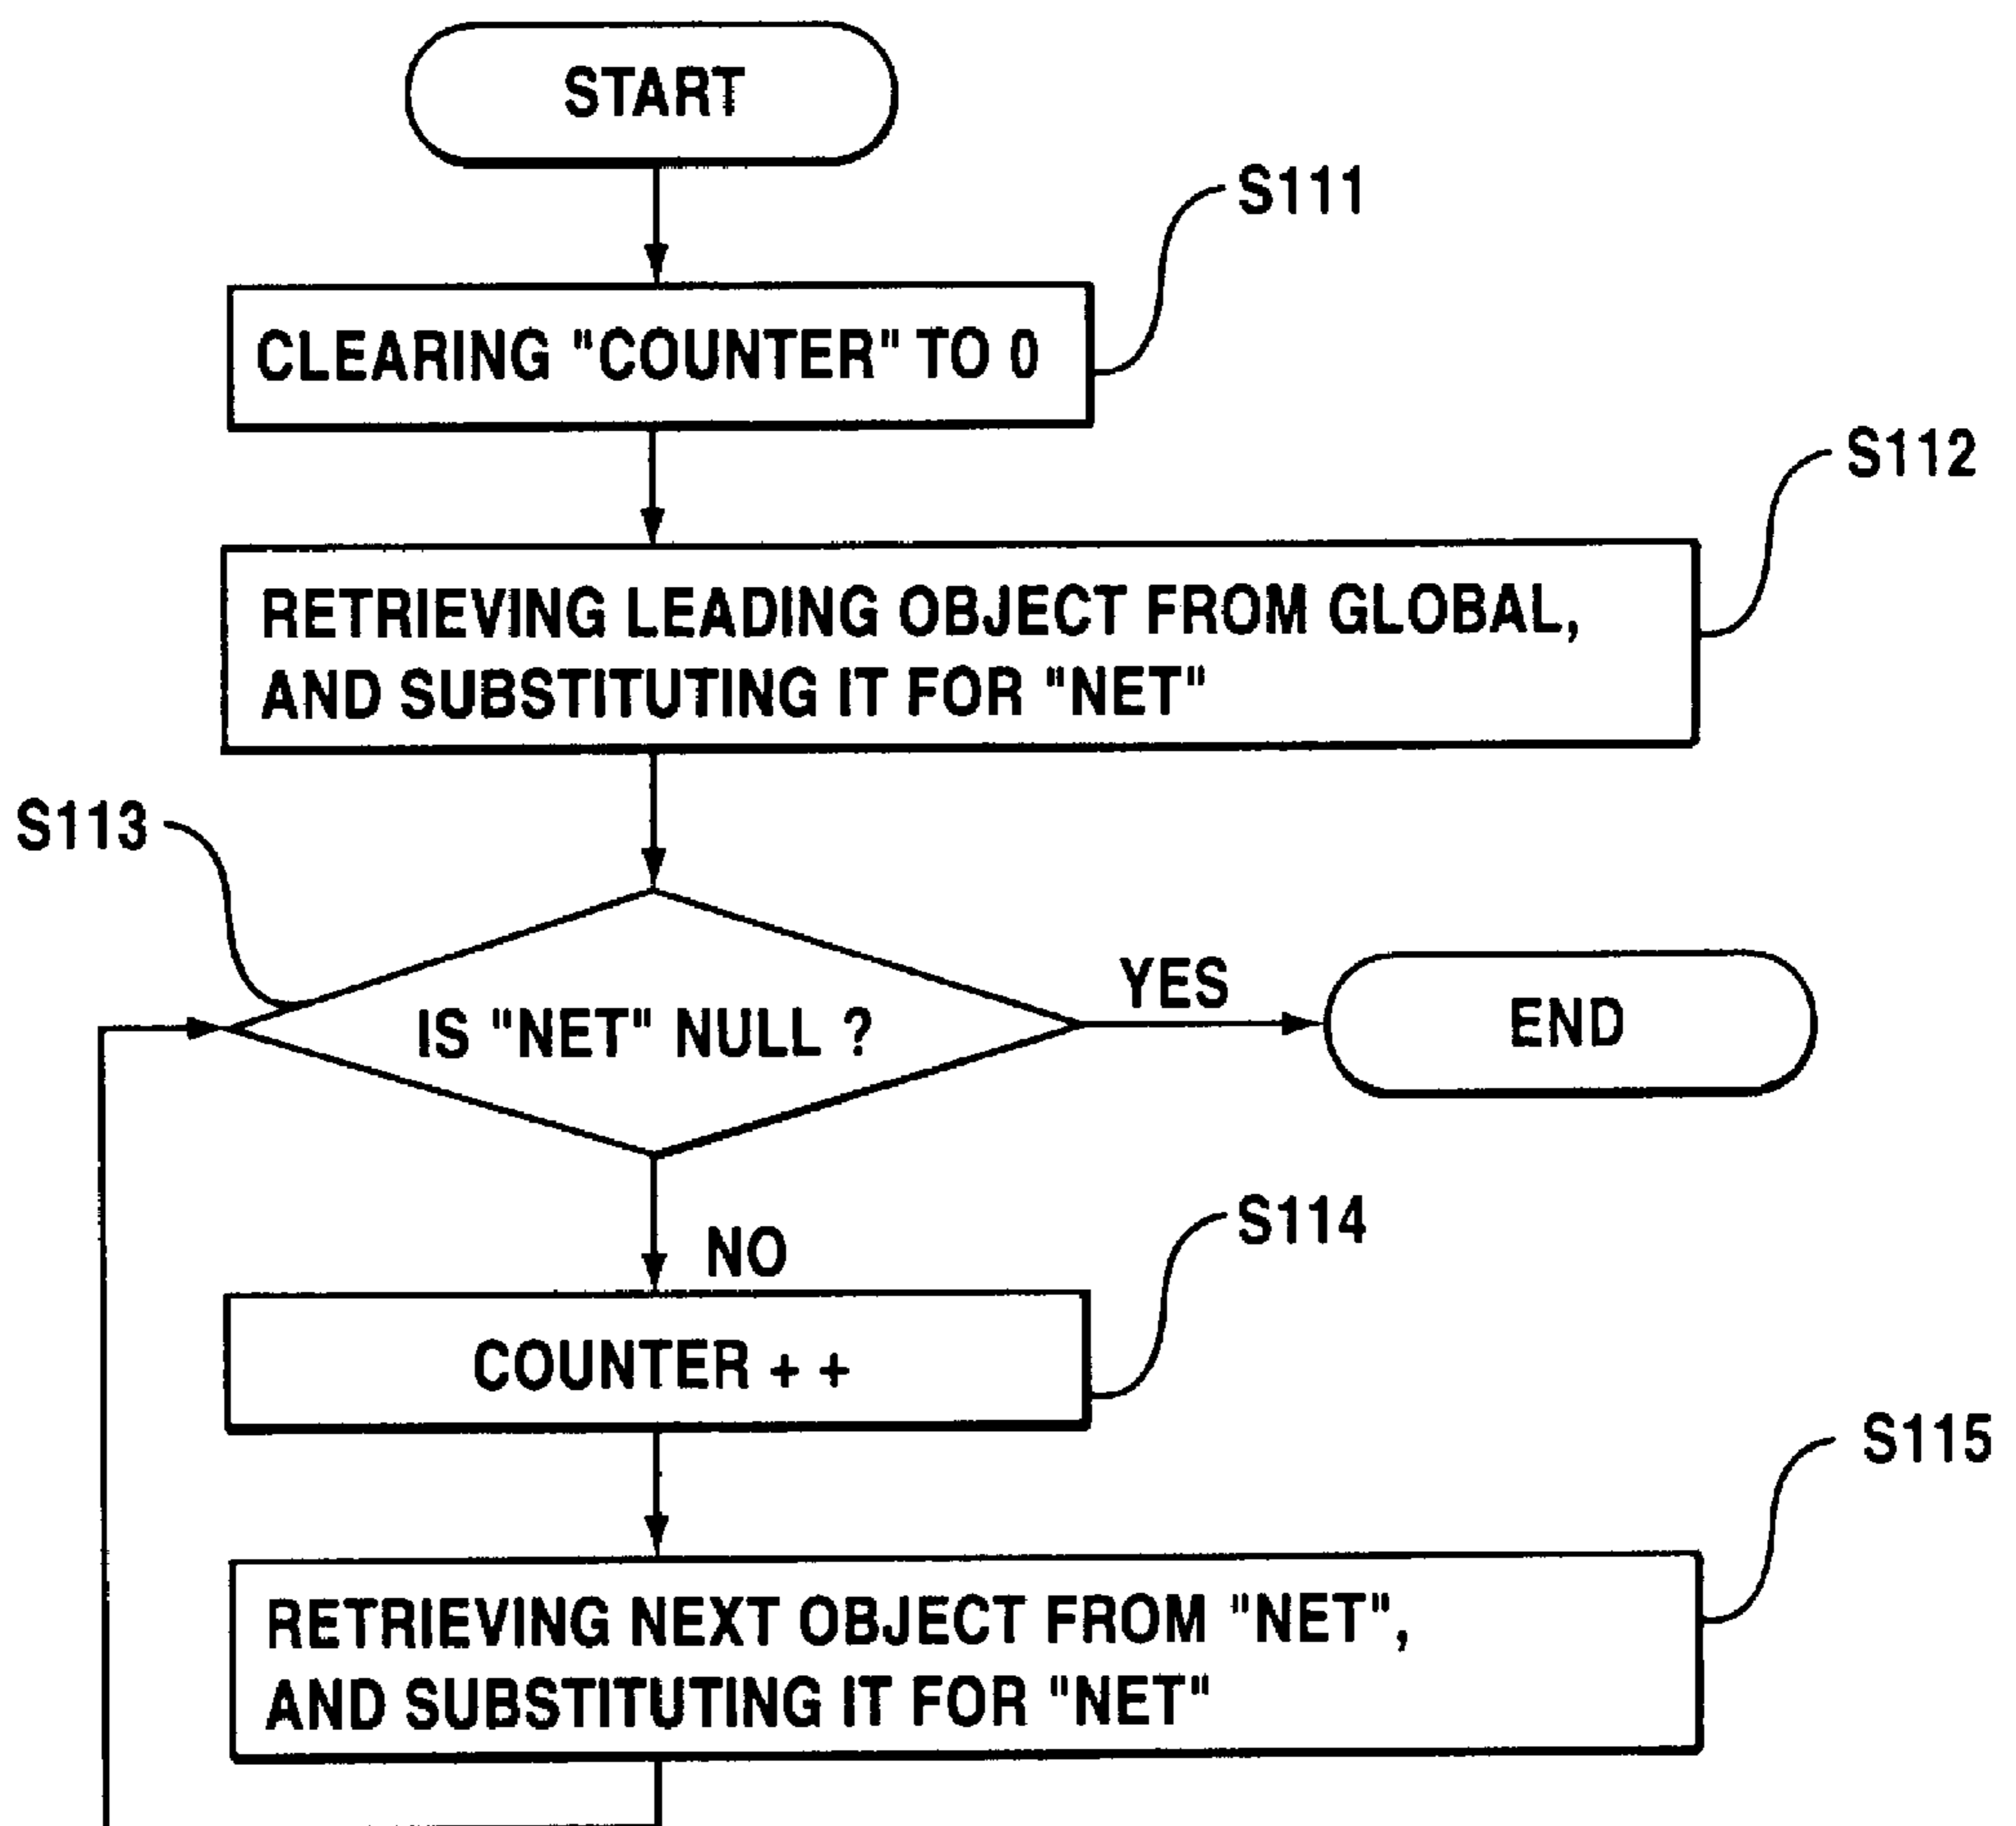 START
S111
CLEARING "COUNTER" TO 0
S112
RETRIEVING LEADING OBJECT FROM GLOBAL,
AND SUBSTITUTING IT FOR "NET"
S113
IS "NET" NULL ?
YES
END
NO
S114
COUNTER + +
S115
RETRIEVING NEXT OBJECT FROM "NET",
AND SUBSTITUTING IT FOR "NET"